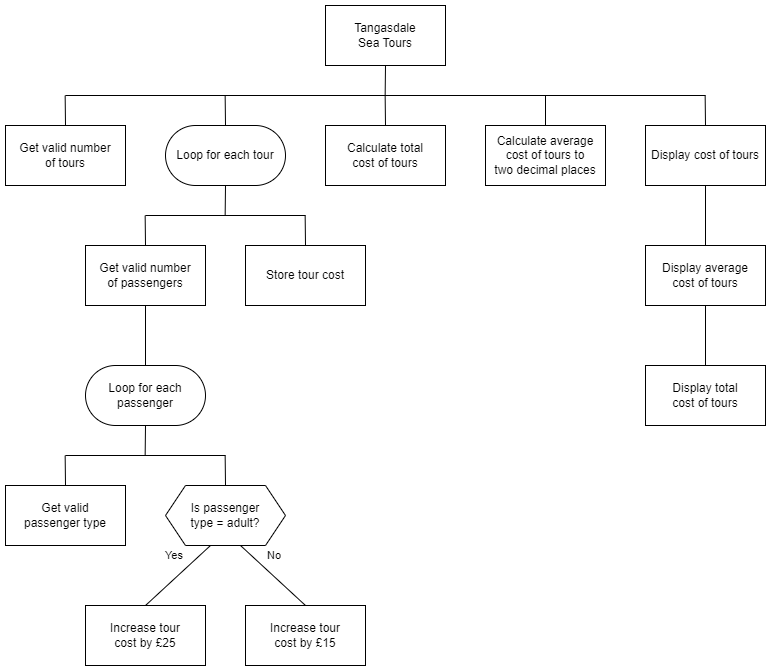 Tangasdale
Sea Tours
Get valid number
of tours
Loop for each tour
Calculate total
cost of tours
Calculate average
cost of tours to
two decimal places
Display cost of tours
Get valid number
of passengers
Store tour cost
Display average
cost of tours
Loop for each
passenger
Display total
cost of tours
Get valid
passenger type
Is passenger
type = adult?
Yes
No
Increase tour
cost by £25
Increase tour
cost by £15